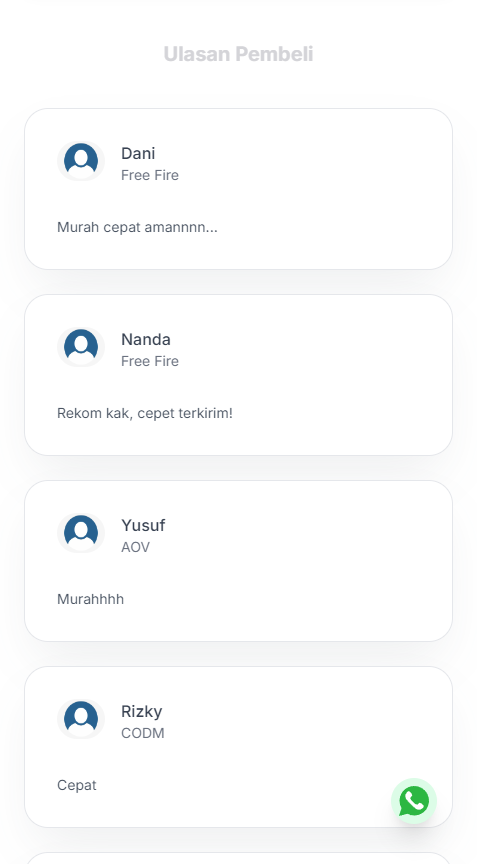 Ulasan Pembeli
Dani
Free Fire
Murah cepat amannnn...
Nanda
Free Fire
Rekom kak, cepet terkirim!
Yusuf
AOV
Murahhhh
Rizky
CODM
Cepat